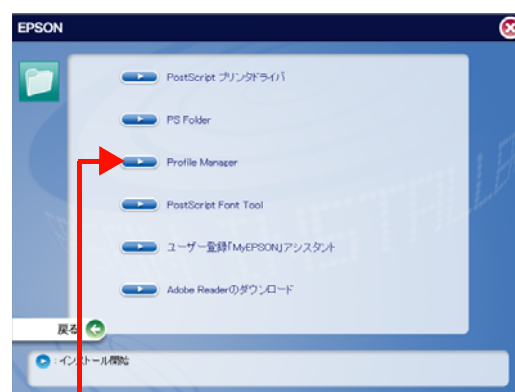 EPSON
PostScript プリンタドライバ
PS Folder
Profile Manager
PostScript Font Tool
ユーザー登録「MyEPSON」アシスタント
Adobe Readerのダウンロード
戻る
：インストール開始